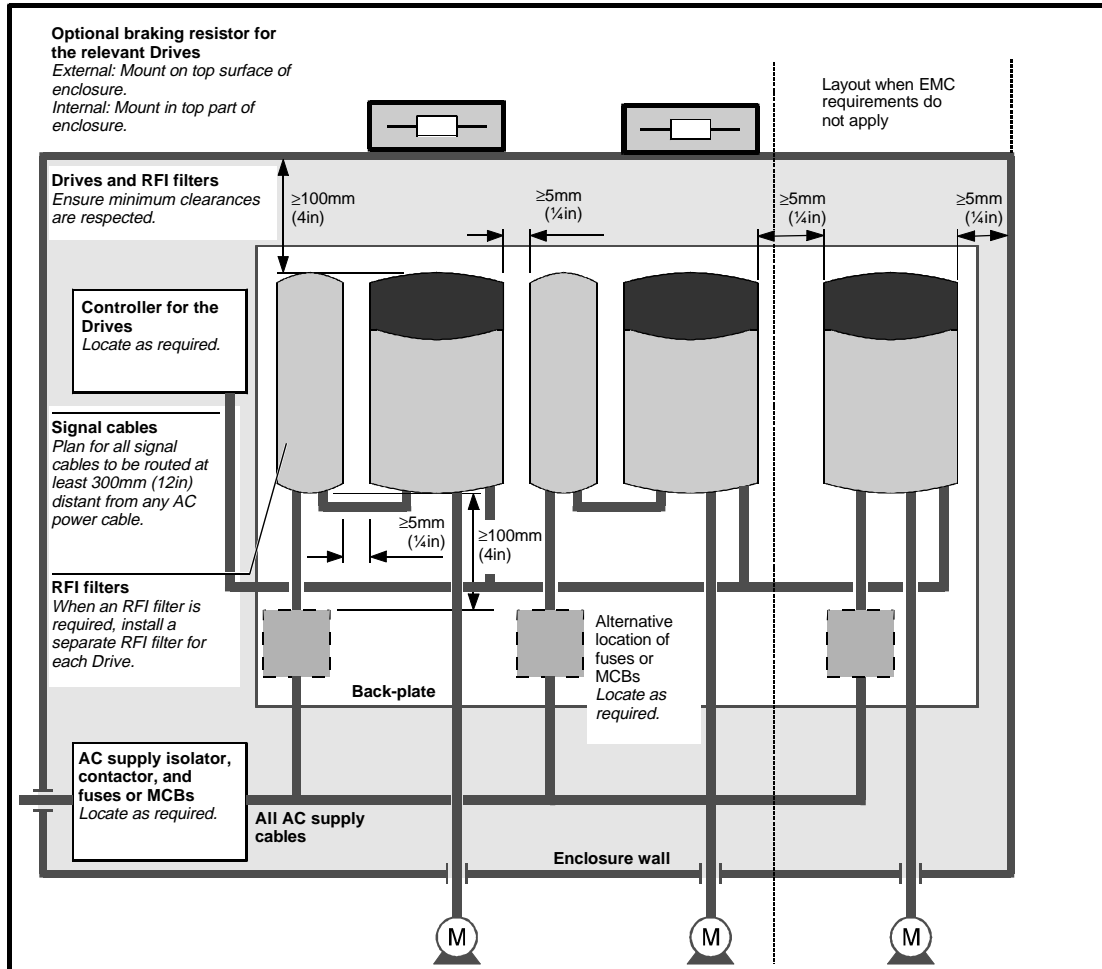 Optional braking resistor for
the relevant Drives
External: Mount on top surface of
enclosure.
Internal: Mount in top part of
enclosure.
Layout when EMC
requirements do
not apply
Drives and RFI filters
Ensure minimum clearances
are respected.
≥100mm
(4in)
≥5mm
(¼in)
≥5mm
(¼in)
≥5mm
(¼in)
Controller for the
Drives
Locate as required.
Signal cables
Plan for all signal
cables to be routed at
least 300mm (12in)
distant from any AC
power cable.
≥5mm
(¼in)
≥100mm
(4in)
RFI filters
When an RFI filter is
required, install a
separate RFI filter for
each Drive.
Alternative
location of
fuses or
MCBs
Locate as
required.
Back-plate
AC supply isolator,
contactor, and
fuses or MCBs
Locate as required.
All AC supply
cables
Enclosure wall
M
M
M